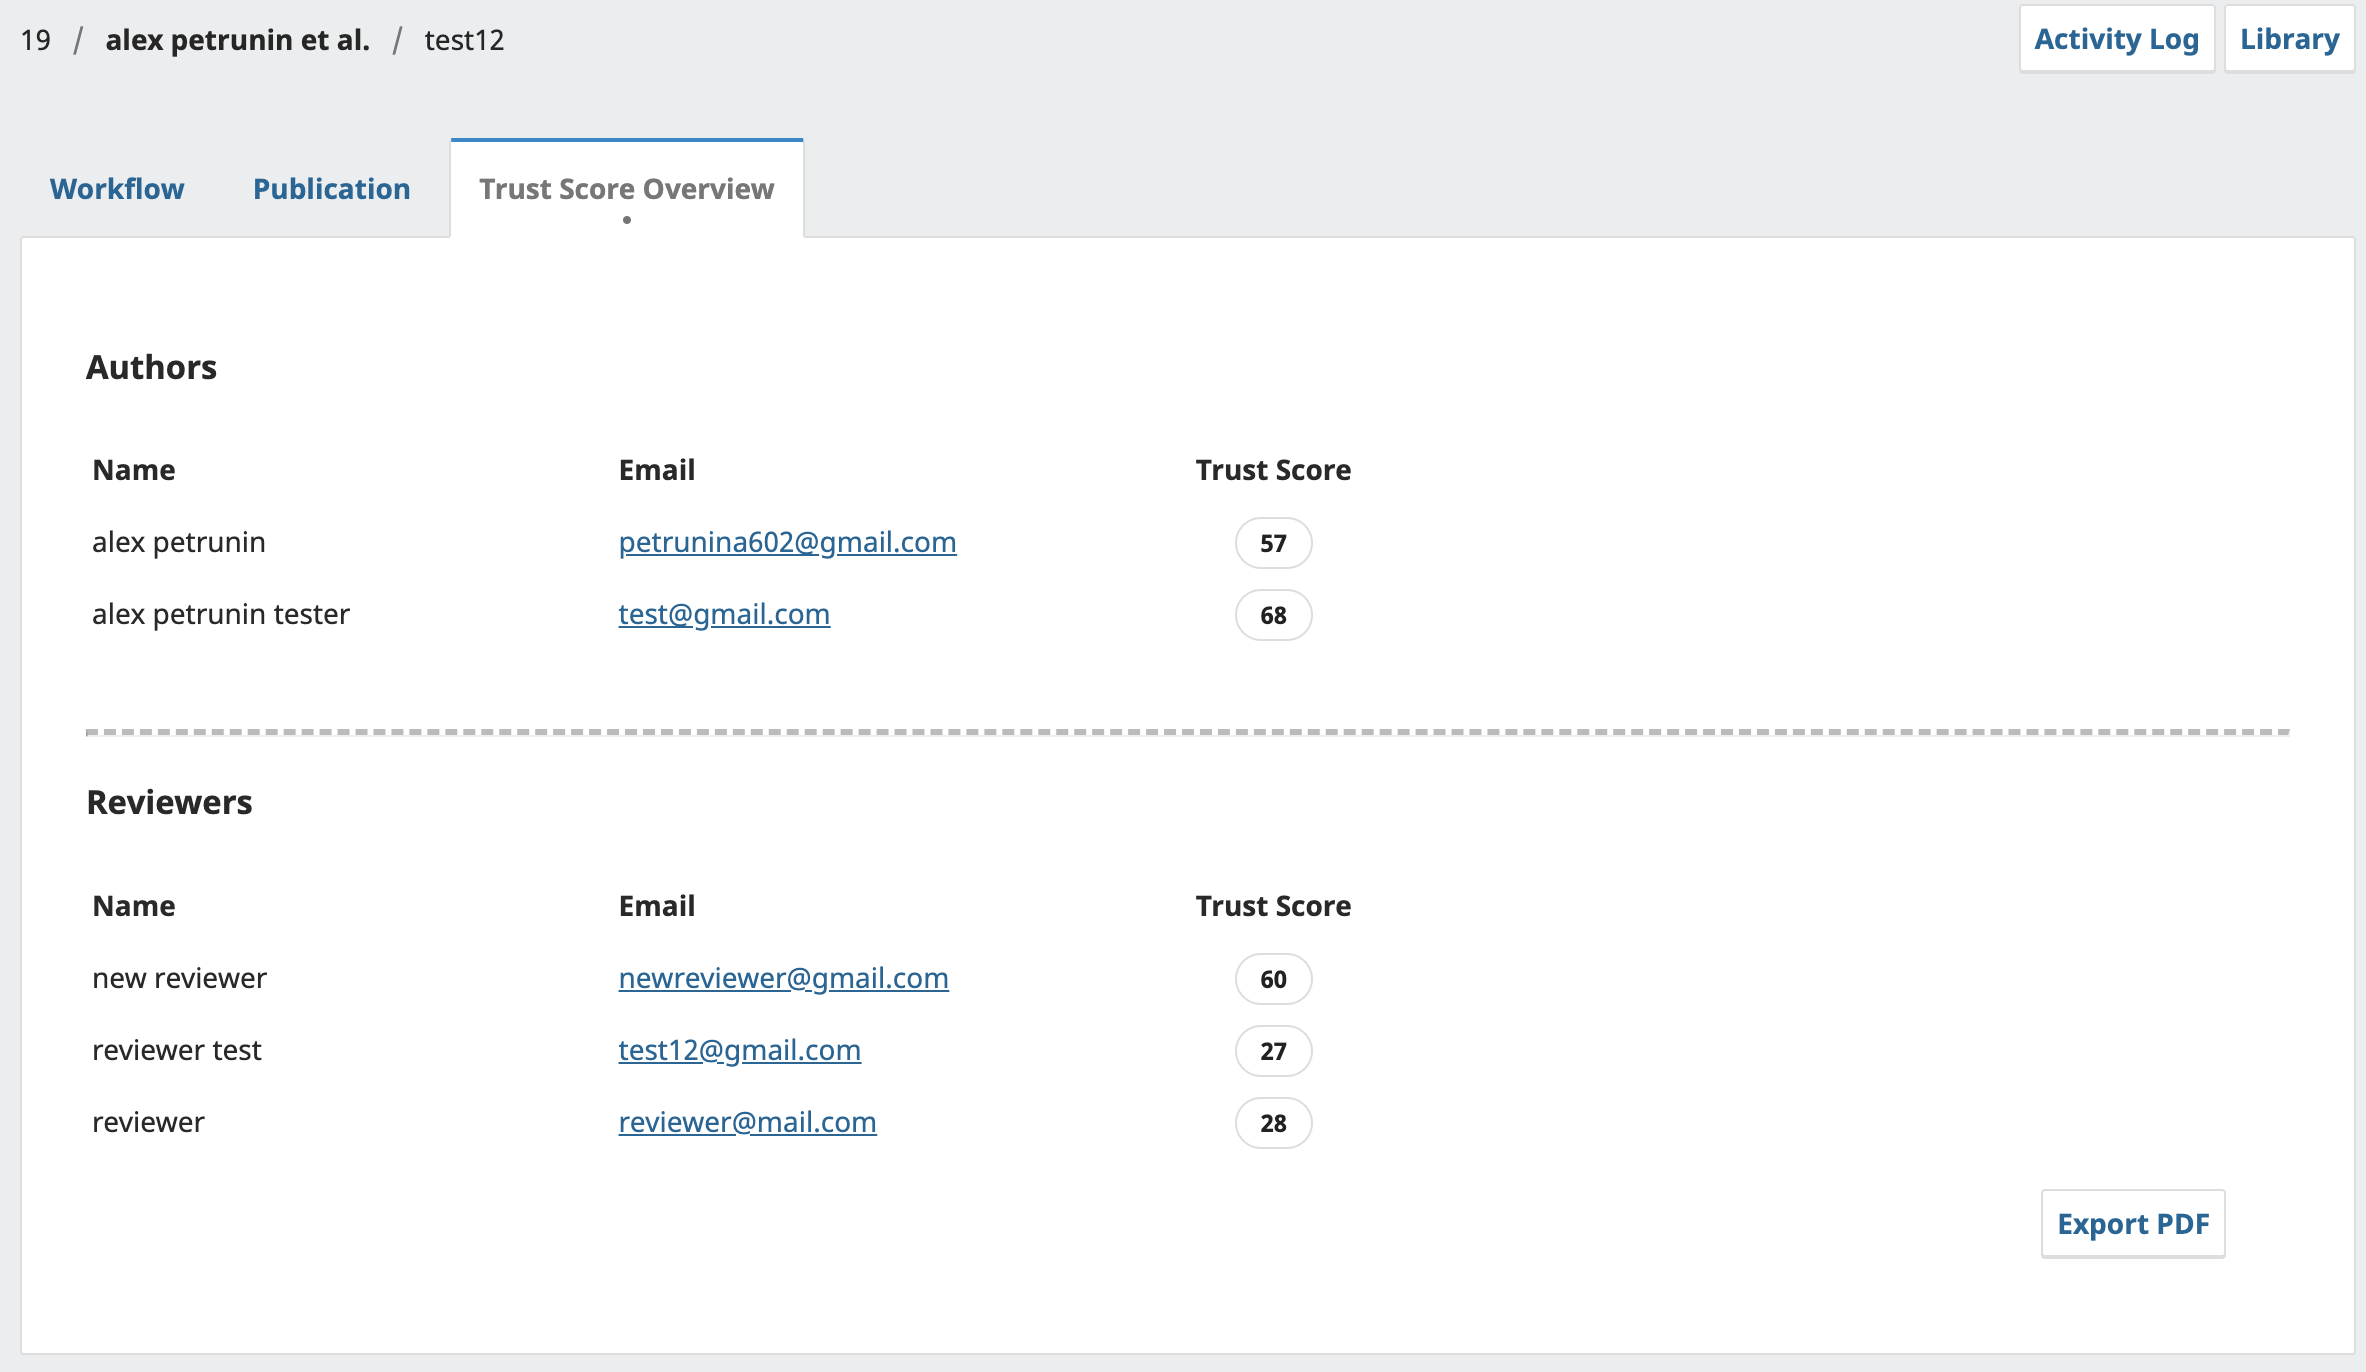 19 / alex petrunin et al. / test12
Activity Log
Library
Workflow
Publication
Trust Score Overview
Authors
Name Email Trust Score
alex petrunin petrunina602@gmail.com 57
alex petrunin tester test@gmail.com 68
Reviewers
Name Email Trust Score
new reviewer newreviewer@gmail.com 60
reviewer test test12@gmail.com 27
reviewer reviewer@mail.com 28
Export PDF